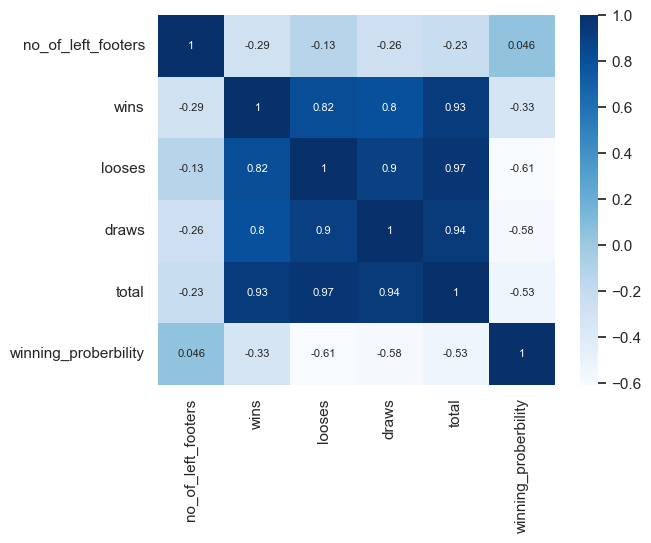 no_of_left_footers 1 -0.29 -0.13 -0.26 -0.23 0.046
wins -0.29 1 0.82 0.8 0.93 -0.33
looses -0.13 0.82 1 0.9 0.97 -0.61
draws -0.26 0.8 0.9 1 0.94 -0.58
total -0.23 0.93 0.97 0.94 1 -0.53
winning_proberbility 0.046 -0.33 -0.61 -0.58 -0.53 1
no_of_left_footers
wins
looses
draws
total
winning_proberbility
1.0
0.8
0.6
0.4
0.2
0.0
−0.2
−0.4
−0.6